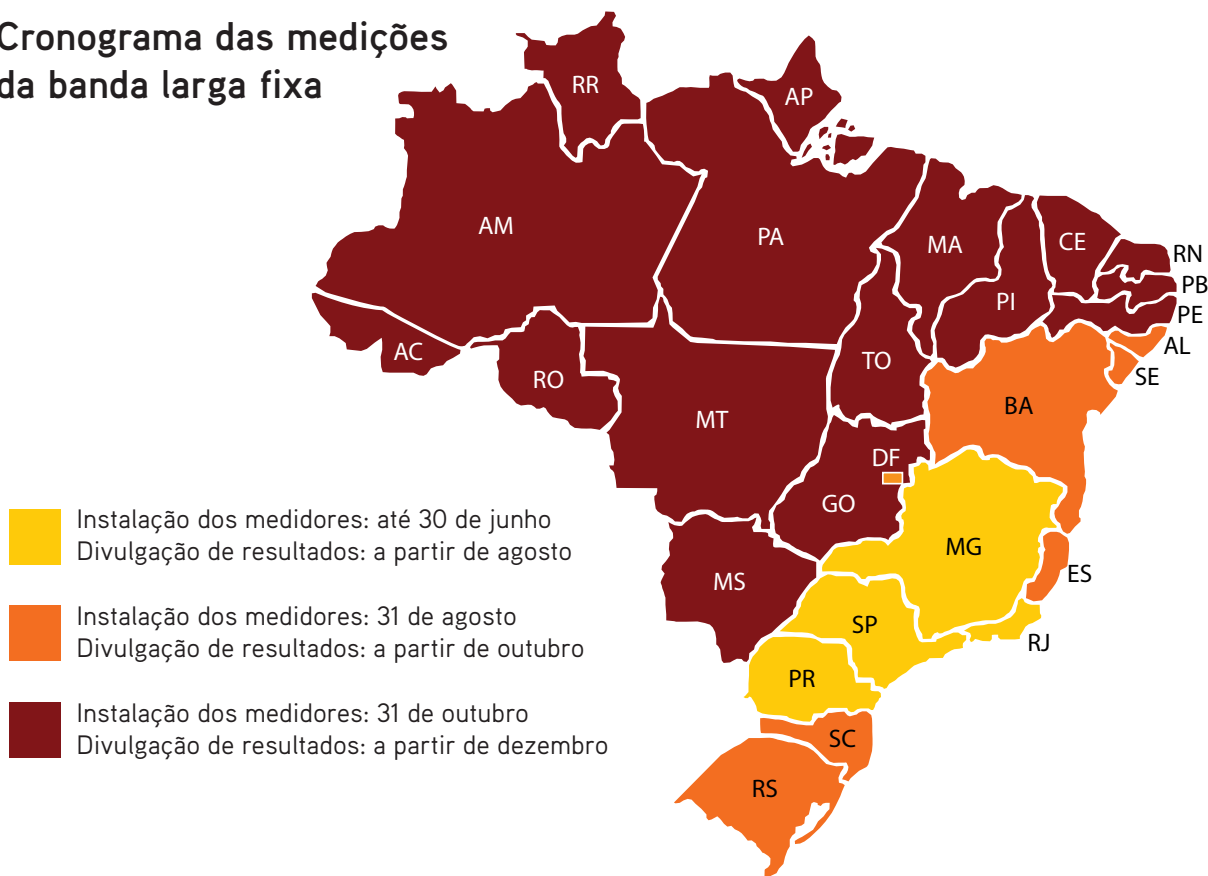 Cronograma das medições
da banda larga fixa
RR
AP
AM
PA
MA
CE
RN
PB
PI
PE
AC
TO
AL
RO
SE
BA
MT
DF
GO
Instalação dos medidores: até 30 de junho
Divulgação de resultados: a partir de agosto
MG
MS
ES
Instalação dos medidores: 31 de agosto
Divulgação de resultados: a partir de outubro
SP
RJ
PR
Instalação dos medidores: 31 de outubro
Divulgação de resultados: a partir de dezembro
SC
RS